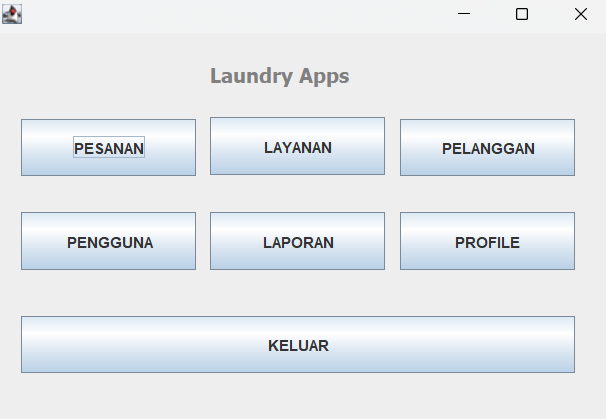 Laundry Apps
PESANAN LAYANAN PELANGGAN
PENGGUNA LAPORAN PROFILE
KELUAR